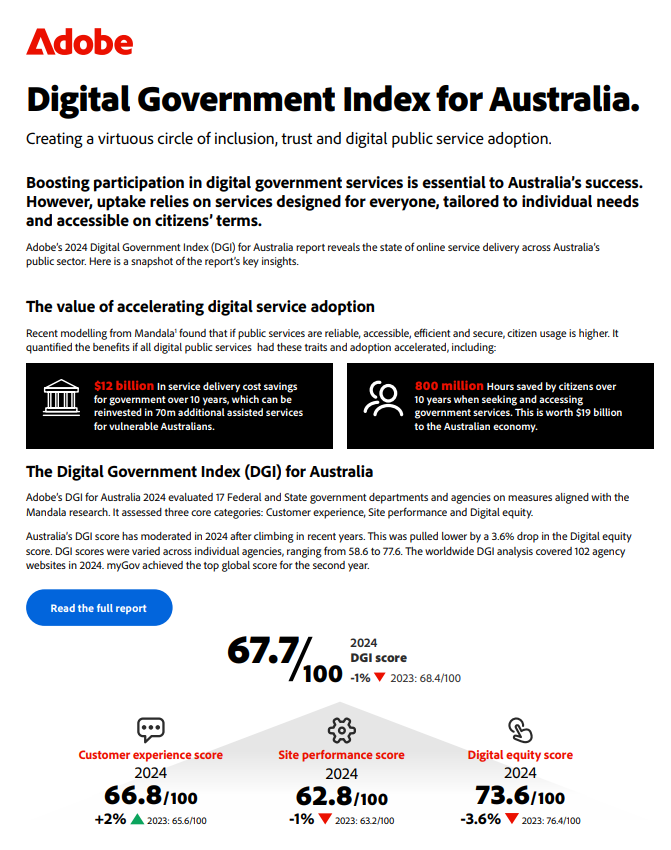 Adobe
Digital Government Index for Australia.
Creating a virtuous circle of inclusion, trust and digital public service adoption.
Boosting participation in digital government services is essential to Australia's success.
However, uptake relies on services designed for everyone, tailored to individual needs
and accessible on citizens' terms.
Adobe's 2024 Digital Government Index (DGI) for Australia report reveals the state of online service delivery across Australia's
public sector. Here is a snapshot of the report's key insights.
The value of accelerating digital service adoption
Recent modelling from Mandala¹ found that if public services are reliable, accessible, efficient and secure, citizen usage is higher. It
quantified the benefits if all digital public services had these traits and adoption accelerated, including:
$12 billion In service delivery cost savings
for government over 10 years, which can be
reinvested in 70m additional assisted services
for vulnerable Australians.
800 million Hours saved by citizens over
10 years when seeking and accessing
government services. This is worth $19 billion
to the Australian economy.
The Digital Government Index (DGI) for Australia
Adobe's DGI for Australia 2024 evaluated 17 Federal and State government departments and agencies on measures aligned with the
Mandala research. It assessed three core categories: Customer experience, Site performance and Digital equity.
Australia's DGI score has moderated in 2024 after climbing in recent years. This was pulled lower by a 3.6% drop in the Digital equity
score. DGI scores were varied across individual agencies, ranging from 58.6 to 77.6. The worldwide DGI analysis covered 102 agency
websites in 2024. myGov achieved the top global score for the second year.
Read the full report
67.7/100
2024
DGI score
-1% ▼ 2023: 68.4/100
Customer experience score
2024
66.8/100
+2% ▲ 2023: 65.6/100
Site performance score
2024
62.8/100
-1% ▼ 2023: 63.2/100
Digital equity score
2024
73.6/100
-3.6% ▼ 2023: 76.4/100